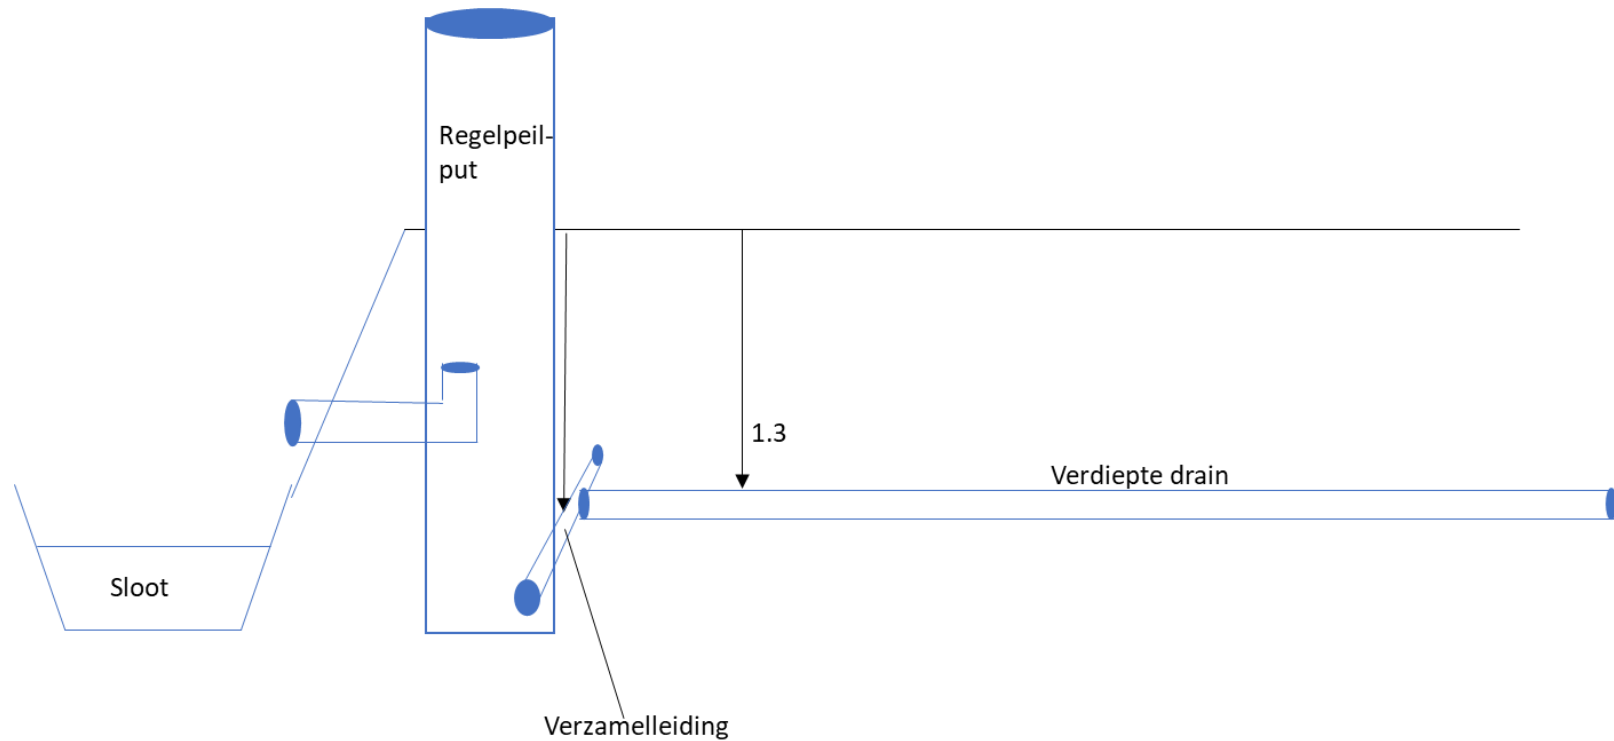 Regelpeil-
put
1.3
Verdiepte drain
Sloot
Verzamelleiding